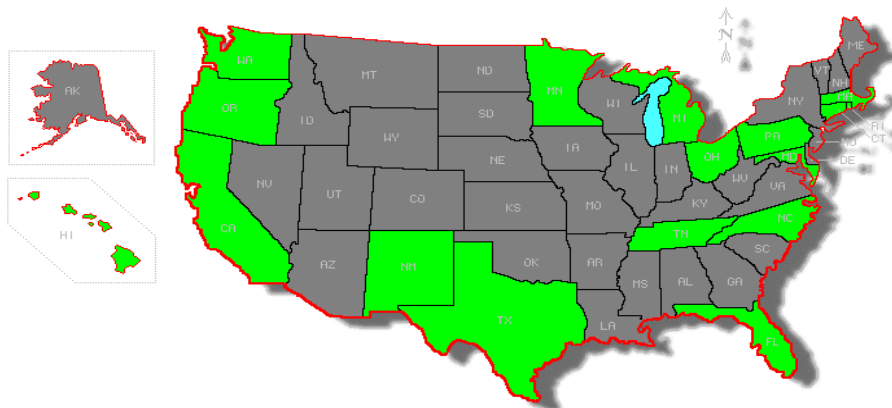 N
ME
WA
VT
MT
ND
NH
AK
MN
MA
OR
WI
NY
ID
SD
MI
RI
WY
PA
CT
IA
OH
NJ
NE
MD
DE
IL
IN
NV
UT
WV
VA
CO
KS
MO
KY
CA
NC
HI
TN
OK
AR
SC
AZ
NM
MS
AL
GA
TX
LA
FL